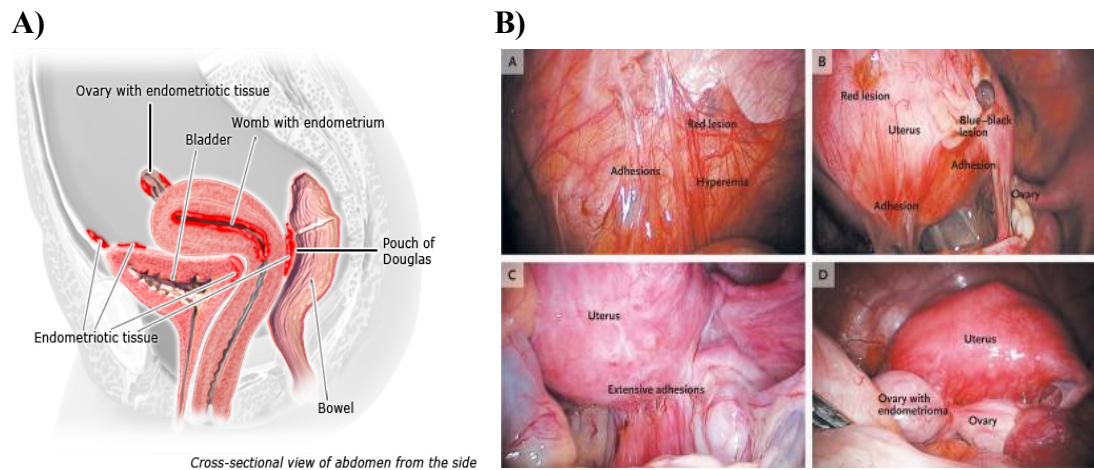 A)
Ovary with endometriotic tissue
Womb with endometrium
Bladder
Pouch of
Douglas
Endometriotic tissue
Bowel
Cross-sectional view of abdomen from the side
B)
A
Red lesion
Adhesions
Hyperemia
B
Red lesion
Uterus
Blue-black
lesion
Adhesion
Ovary
Adhesion
C
Uterus
Extensive adhesions
D
Uterus
Ovary with
endometrioma
Ovary